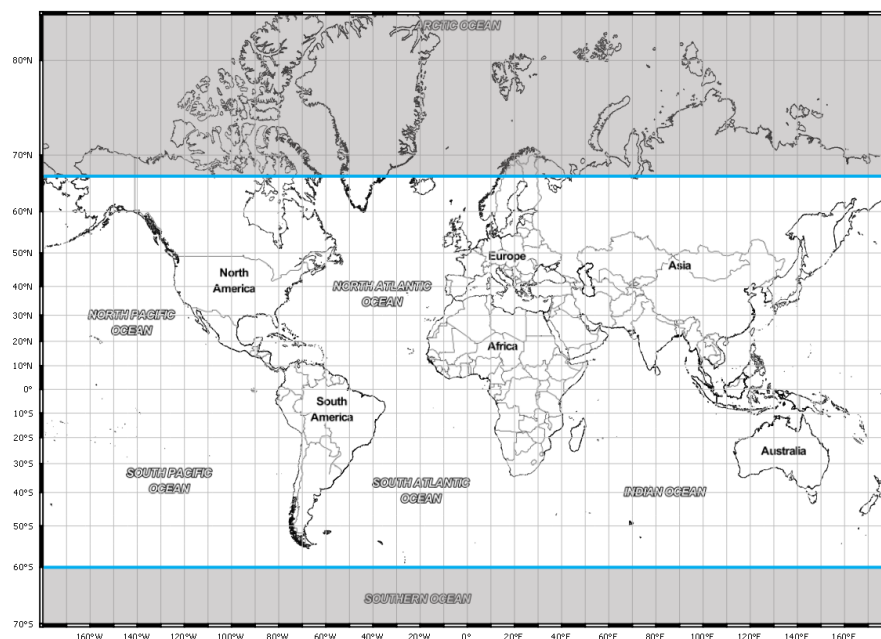 ARCTIC OCEAN
80°N
70°N
60°N
50°N
Europe
Asia
North
America
40°N
NORTH ATLANTIC
OCEAN
30°N
NORTH PACIFIC
OCEAN
20°N
Africa
10°N
0°
South
America
10°S
20°S
Australia
30°S
SOUTH PACIFIC
OCEAN
SOUTH ATLANTIC
OCEAN
INDIAN OCEAN
40°S
50°S
60°S
SOUTHERN OCEAN
70°S
160°W 140°W 120°W 100°W 80°W 60°W 40°W 20°W 0° 20°E 40°E 60°E 80°E 100°E 120°E 140°E 160°E